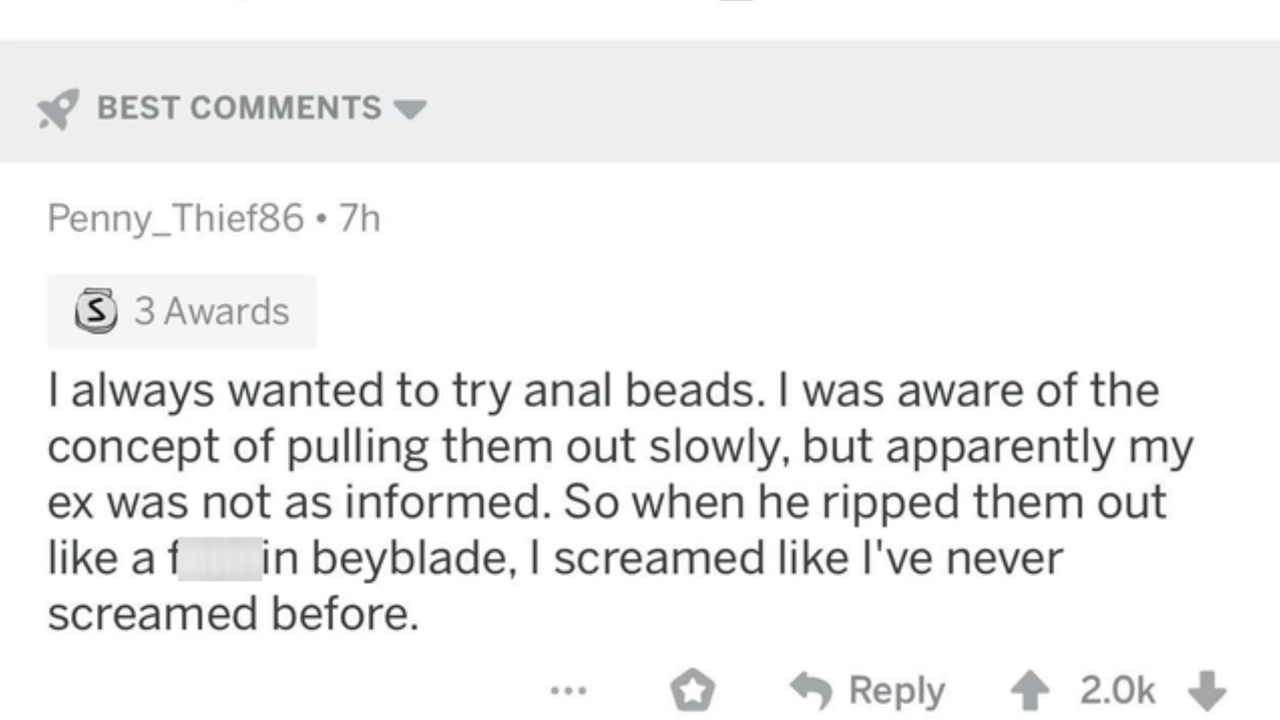 BEST COMMENTS
Penny_Thief86 • 7h
S 3 Awards
I always wanted to try anal beads. I was aware of the
concept of pulling them out slowly, but apparently my
ex was not as informed. So when he ripped them out
like a f in beyblade, I screamed like I've never
screamed before.
... Reply 2.0k